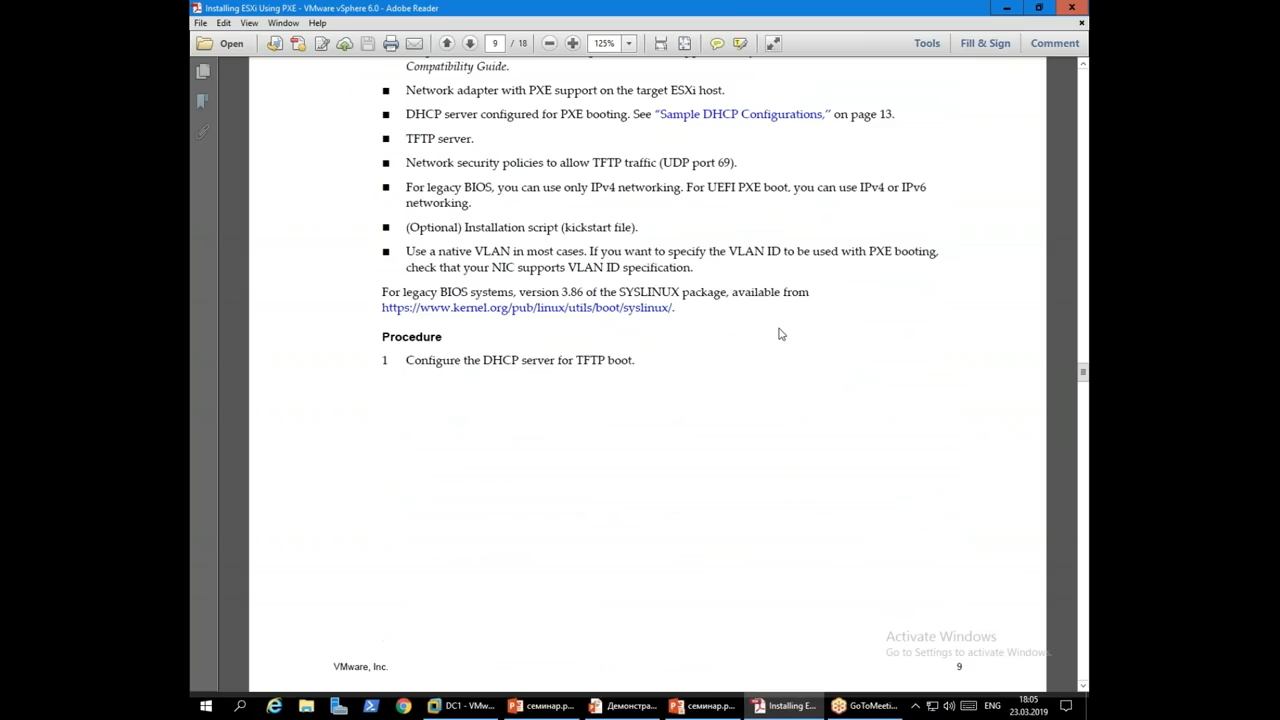 Installing ESXi Using PXE - VMware vSphere 6.0 - Adobe Reader
File Edit View Window Help
Open 9 / 18 125% Tools Fill & Sign Comment
Compatibility Guide.
■ Network adapter with PXE support on the target ESXi host.
■ DHCP server configured for PXE booting. See “Sample DHCP Configurations,” on page 13.
■ TFTP server.
■ Network security policies to allow TFTP traffic (UDP port 69).
■ For legacy BIOS, you can use only IPv4 networking. For UEFI PXE boot, you can use IPv4 or IPv6
networking.
■ (Optional) Installation script (kickstart file).
■ Use a native VLAN in most cases. If you want to specify the VLAN ID to be used with PXE booting,
check that your NIC supports VLAN ID specification.
For legacy BIOS systems, version 3.86 of the SYSLINUX package, available from
https://www.kernel.org/pub/linux/utils/boot/syslinux/.
Procedure
1 Configure the DHCP server for TFTP boot.
Activate Windows
Go to Settings to activate Windows.
VMware, Inc. 9
DC1 - VMw... семинар.p... Демонстра... семинар.p... Installing E... GoToMeeti... ENG 18:05
23.03.2019